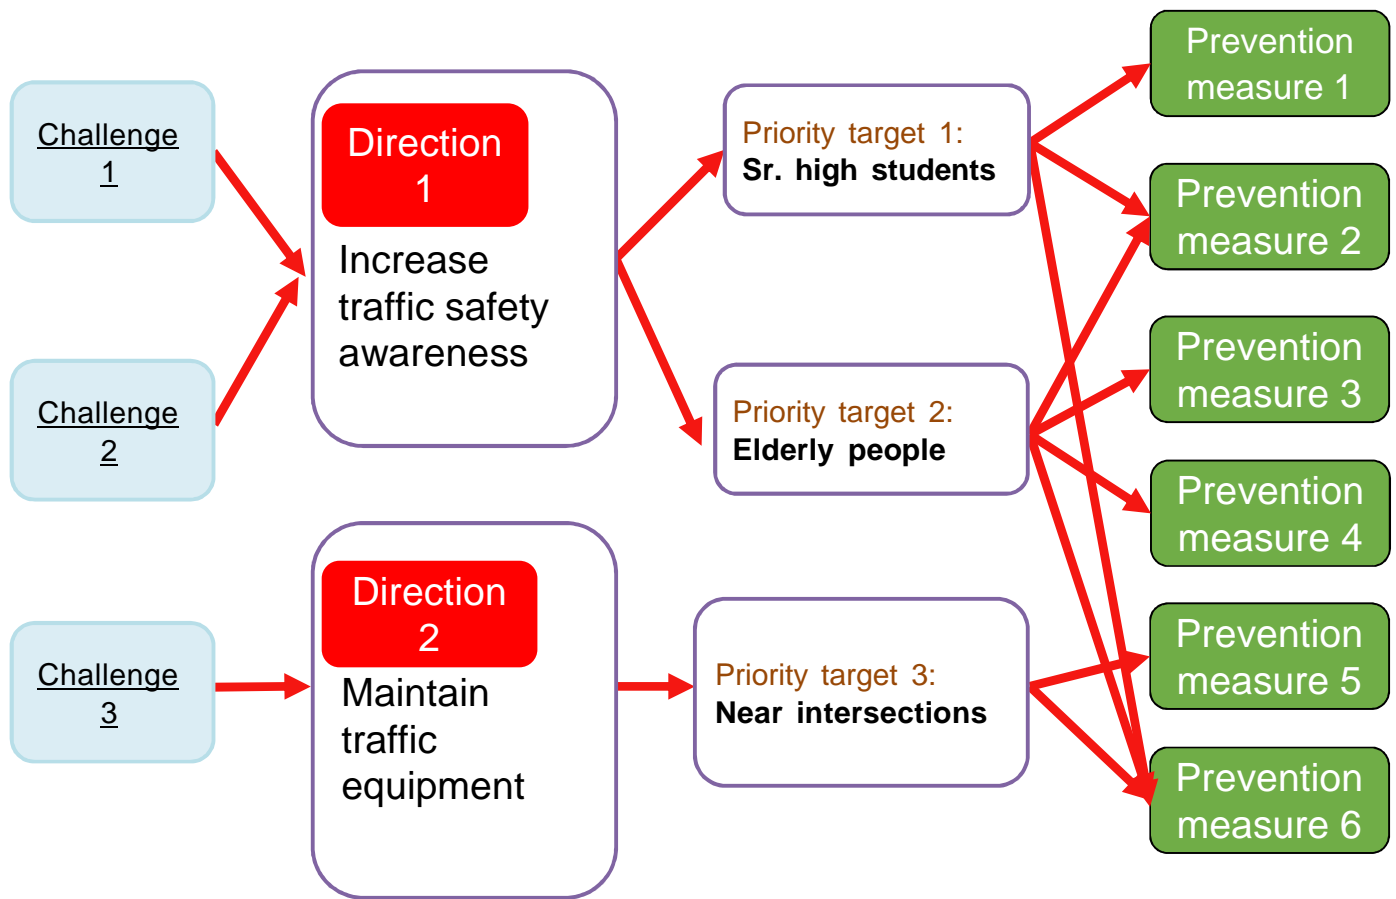 Challenge
1
Challenge
2
Challenge
3
Direction
1
Increase
traffic safety
awareness
Direction
2
Maintain
traffic
equipment
Priority target 1:
Sr. high students
Priority target 2:
Elderly people
Priority target 3:
Near intersections
Prevention
measure 1
Prevention
measure 2
Prevention
measure 3
Prevention
measure 4
Prevention
measure 5
Prevention
measure 6